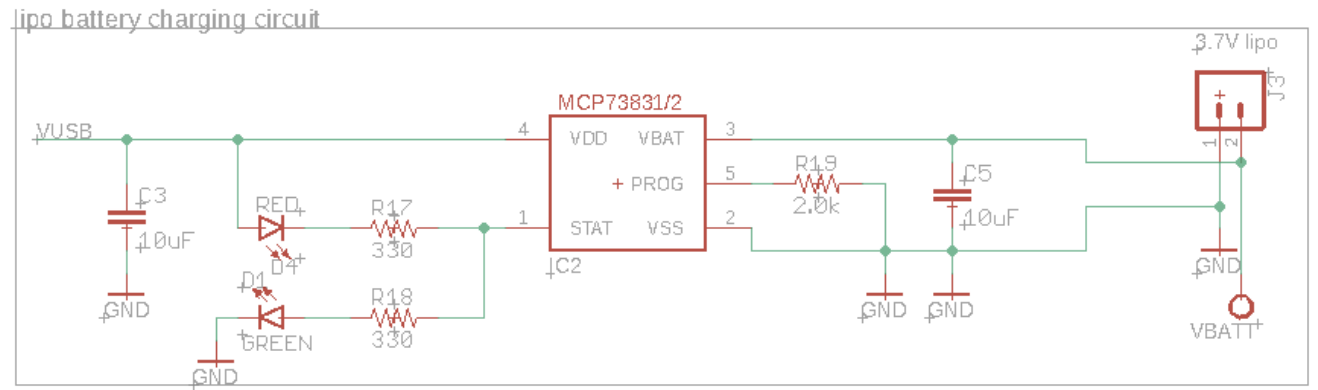 lipo battery charging circuit
3.7V lipo
J3
+
1
2
MCP73831/2
VUSB
4
VDD
VBAT
3
C3
10uF
RED
D4
R17
330
+ PROG
5
R19
2.0k
C5
10uF
1
STAT
VSS
2
IC2
D1
GREEN
R18
330
GND
GND
GND
GND
GND
VBATT